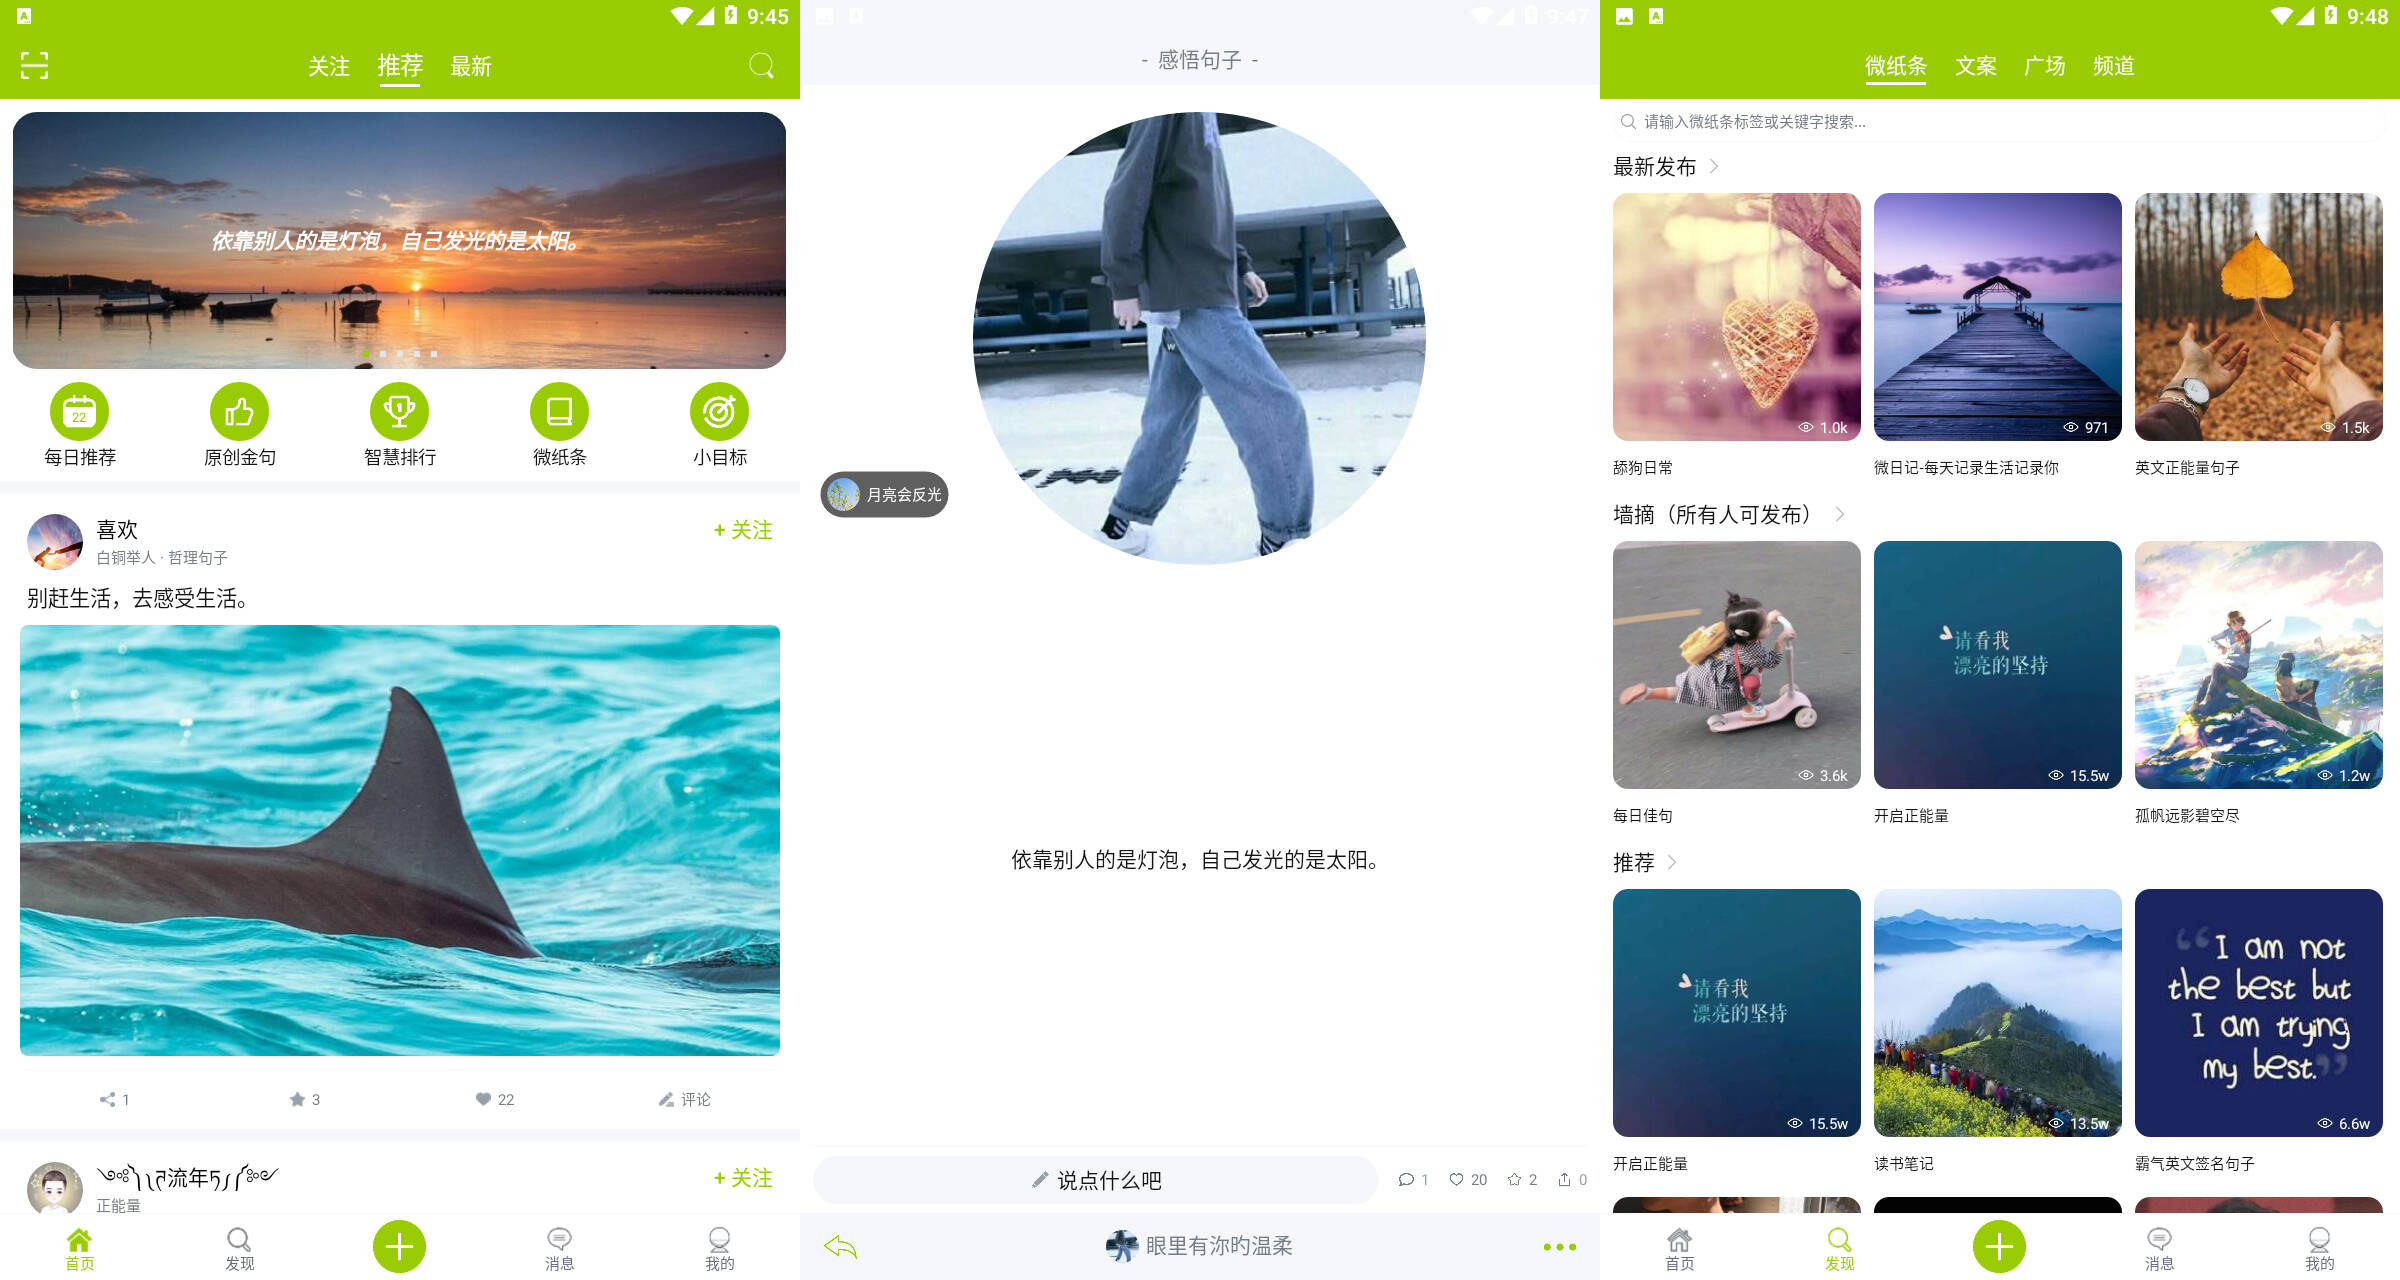 9:45
关注 推荐 最新
依靠别人的是灯泡，自己发光的是太阳。
22
每日推荐 原创金句 智慧排行 微纸条 小目标
喜欢
+ 关注
白铜举人 · 哲理句子
别赶生活，去感受生活。
1 3 22 评论
流年
+ 关注
正能量
首页 发现 消息 我的
9:47
- 感悟句子 -
月亮会反光
依靠别人的是灯泡，自己发光的是太阳。
说点什么吧 1 20 2 0
眼里有沵旳温柔
9:48
微纸条 文案 广场 频道
请输入微纸条标签或关键字搜索...
最新发布
1.0k 971 1.5k
舔狗日常 微日记-每天记录生活记录你 英文正能量句子
墙摘（所有人可发布）
请看我
漂亮的坚持
3.6k 15.5w 1.2w
每日佳句 开启正能量 孤帆远影碧空尽
推荐
请看我
漂亮的坚持
“I am not
the best but
I am trying
my best.”
15.5w 13.5w 6.6w
开启正能量 读书笔记 霸气英文签名句子
首页 发现 消息 我的